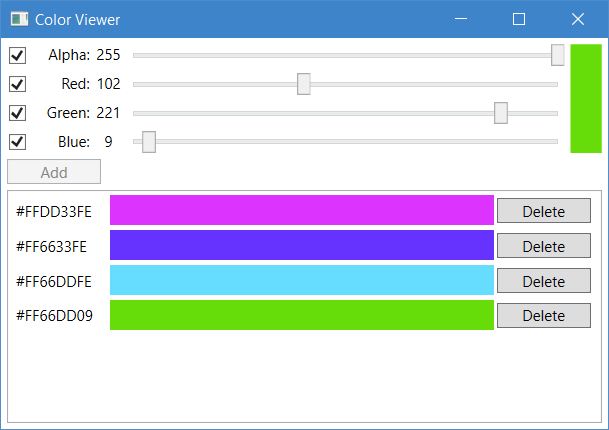 Color Viewer
Alpha: 255
Red: 102
Green: 221
Blue: 9
Add
#FFDD33FE Delete
#FF6633FE Delete
#FF66DDFE Delete
#FF66DD09 Delete